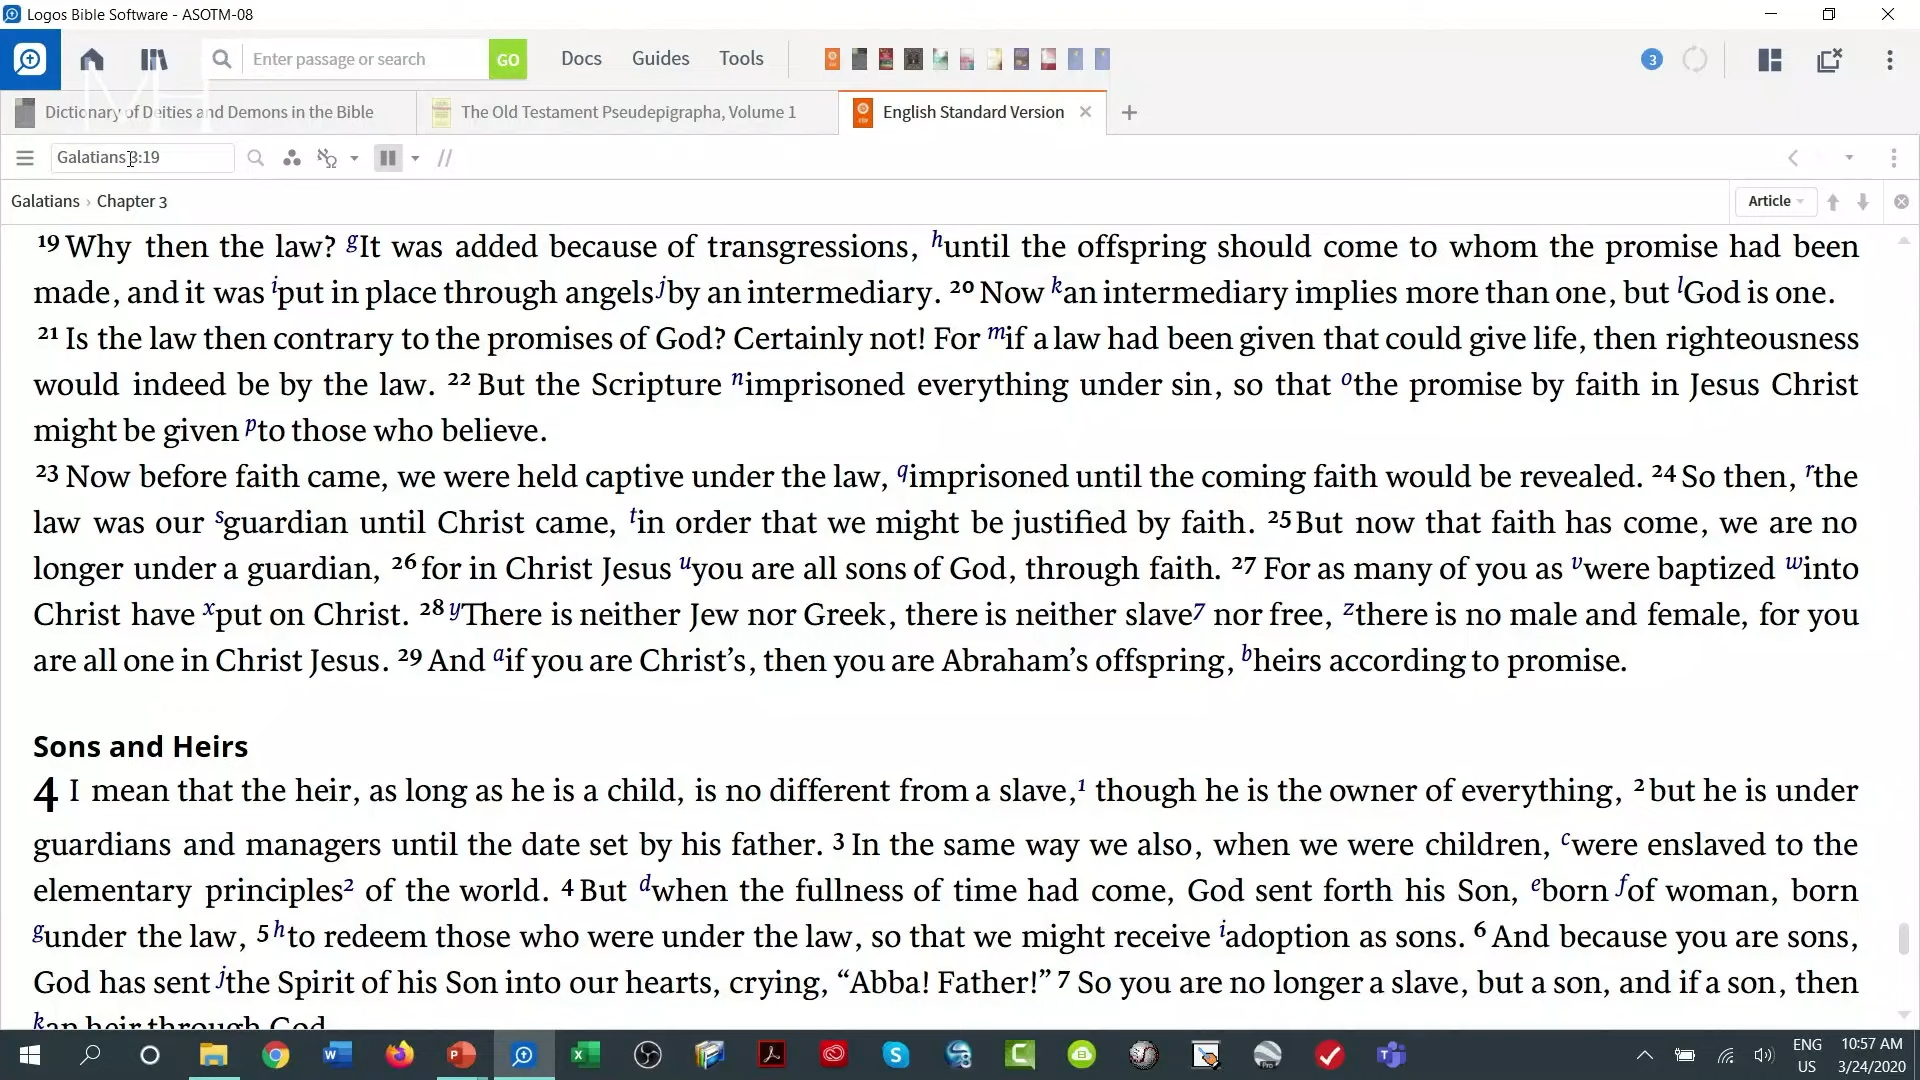 Logos Bible Software - ASOTM-08
Enter passage or search GO Docs Guides Tools 3
Dictionary of Deities and Demons in the Bible The Old Testament Pseudepigrapha, Volume 1 English Standard Version
MH
Galatians 3:19
Galatians › Chapter 3 Article
19 Why then the law? gIt was added because of transgressions, huntil the offspring should come to whom the promise had been
made, and it was iput in place through angels jby an intermediary. 20 Now kan intermediary implies more than one, but lGod is one.
21 Is the law then contrary to the promises of God? Certainly not! For mif a law had been given that could give life, then righteousness
would indeed be by the law. 22 But the Scripture nimprisoned everything under sin, so that othe promise by faith in Jesus Christ
might be given pto those who believe.
23 Now before faith came, we were held captive under the law, qimprisoned until the coming faith would be revealed. 24 So then, rthe
law was our sguardian until Christ came, tin order that we might be justified by faith. 25 But now that faith has come, we are no
longer under a guardian, 26 for in Christ Jesus uyou are all sons of God, through faith. 27 For as many of you as vwere baptized winto
Christ have xput on Christ. 28 yThere is neither Jew nor Greek, there is neither slave7 nor free, zthere is no male and female, for you
are all one in Christ Jesus. 29 And aif you are Christ’s, then you are Abraham’s offspring, bheirs according to promise.
Sons and Heirs
4 I mean that the heir, as long as he is a child, is no different from a slave,1 though he is the owner of everything, 2 but he is under
guardians and managers until the date set by his father. 3 In the same way we also, when we were children, cwere enslaved to the
elementary principles2 of the world. 4 But dwhen the fullness of time had come, God sent forth his Son, eborn fof woman, born
gunder the law, 5 hto redeem those who were under the law, so that we might receive iadoption as sons. 6 And because you are sons,
God has sent jthe Spirit of his Son into our hearts, crying, “Abba! Father!” 7 So you are no longer a slave, but a son, and if a son, then
kan heir through God.
ENG 10:57 AM
US 3/24/2020